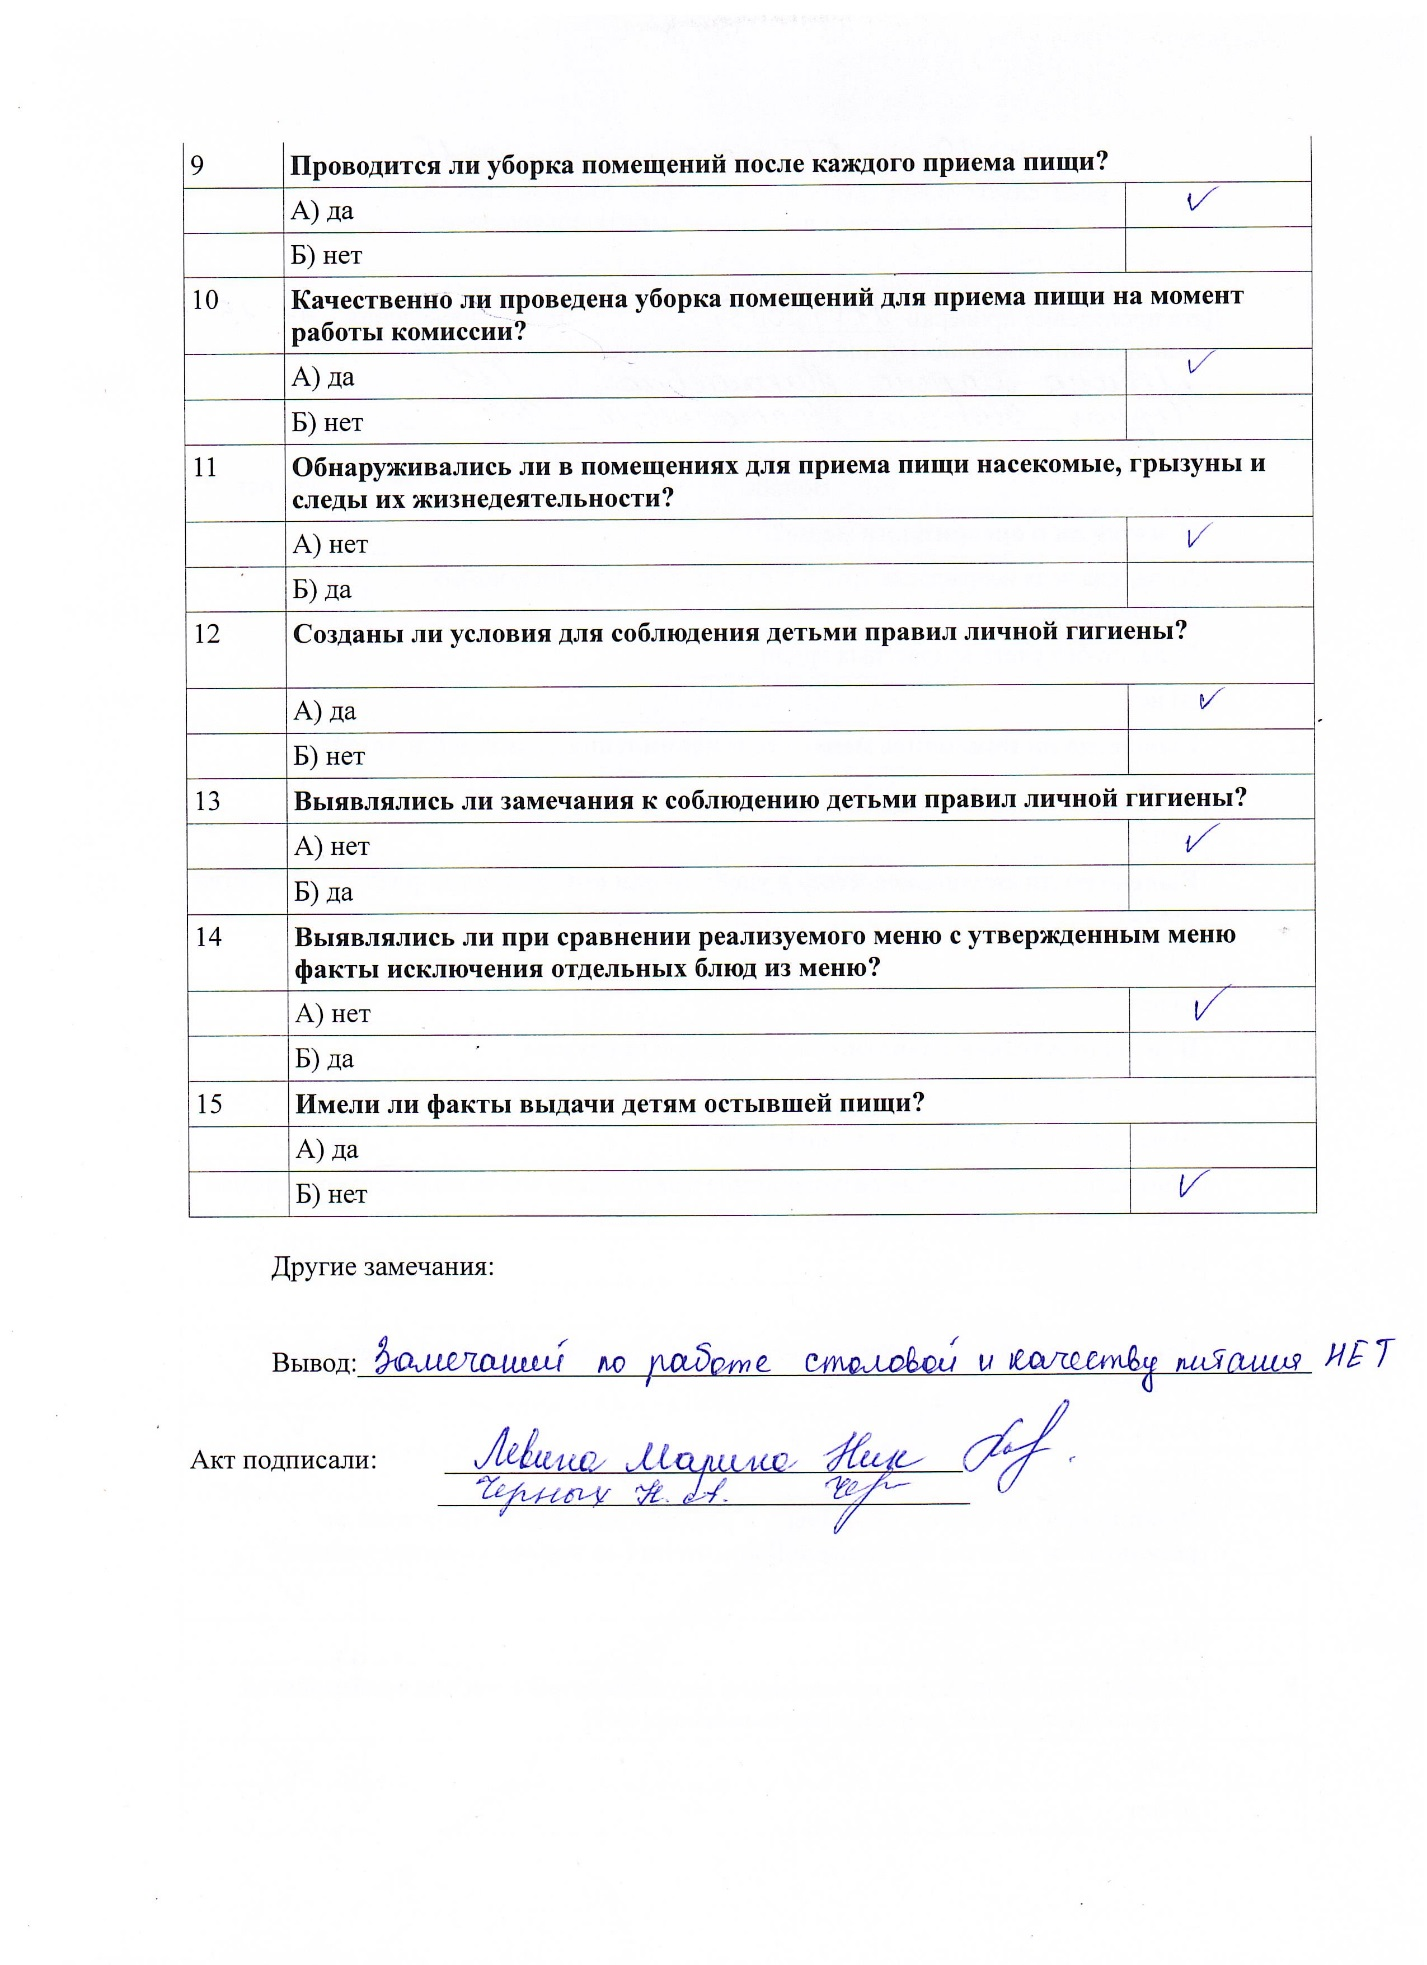 9 Проводится ли уборка помещений после каждого приема пищи?
А) да ✓
Б) нет
10 Качественно ли проведена уборка помещений для приема пищи на момент
работы комиссии?
А) да ✓
Б) нет
11 Обнаруживались ли в помещениях для приема пищи насекомые, грызуны и
следы их жизнедеятельности?
А) нет ✓
Б) да
12 Созданы ли условия для соблюдения детьми правил личной гигиены?
А) да ✓
Б) нет
13 Выявлялись ли замечания к соблюдению детьми правил личной гигиены?
А) нет ✓
Б) да
14 Выявлялись ли при сравнении реализуемого меню с утвержденным меню
факты исключения отдельных блюд из меню?
А) нет ✓
Б) да
15 Имели ли факты выдачи детям остывшей пищи?
А) да
Б) нет ✓
Другие замечания:
Вывод: Замечаний по работе столовой и качеству питания НЕТ
Акт подписали: Левина Марина Ник
Черных Н. А.